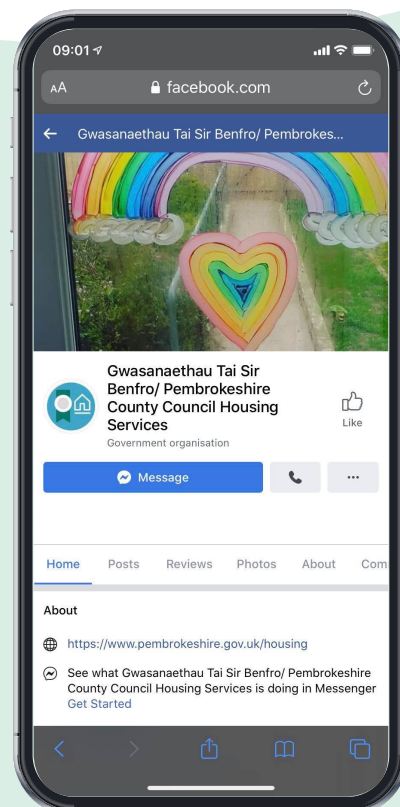 09:01
AA facebook.com
Gwasanaethau Tai Sir Benfro/ Pembrokes...
Gwasanaethau Tai Sir
Benfro/ Pembrokeshire
County Council Housing
Services
Government organisation
Like
Message
Home Posts Reviews Photos About Com
About
https://www.pembrokeshire.gov.uk/housing
See what Gwasanaethau Tai Sir Benfro/ Pembrokeshire
County Council Housing Services is doing in Messenger
Get Started